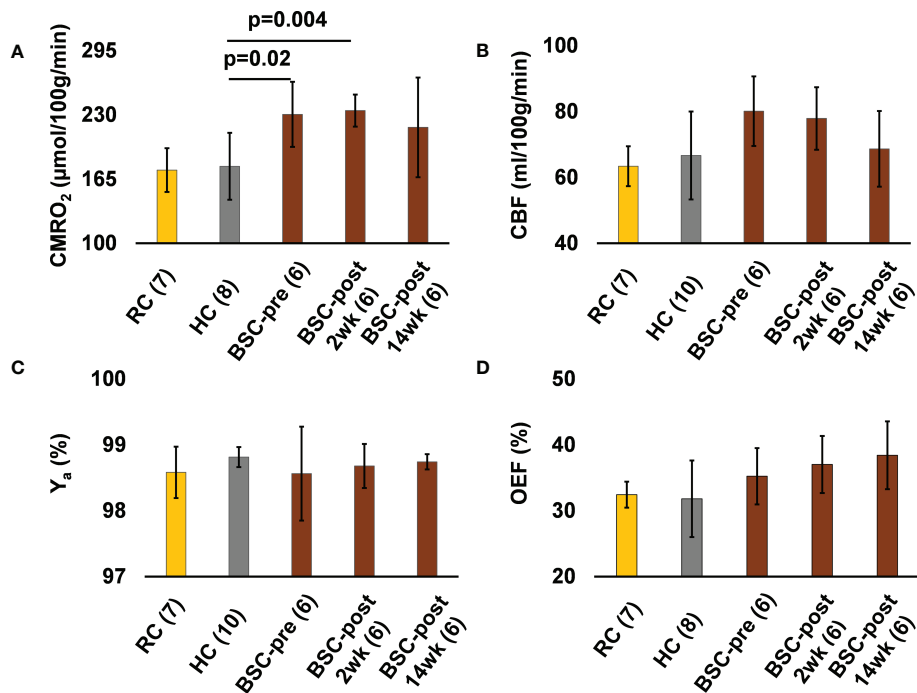 A
p=0.004
p=0.02
CMRO2 (µmol/100g/min)
295
230
165
100
RC (7)
HC (8)
BSC-pre (6)
BSC-post
2wk (6)
BSC-post
14wk (6)
B
CBF (ml/100g/min)
100
80
60
40
RC (7)
HC (10)
BSC-pre (6)
BSC-post
2wk (6)
BSC-post
14wk (6)
C
Ya (%)
100
99
98
97
RC (7)
HC (10)
BSC-pre (6)
BSC-post
2wk (6)
BSC-post
14wk (6)
D
OEF (%)
50
40
30
20
RC (7)
HC (8)
BSC-pre (6)
BSC-post
2wk (6)
BSC-post
14wk (6)